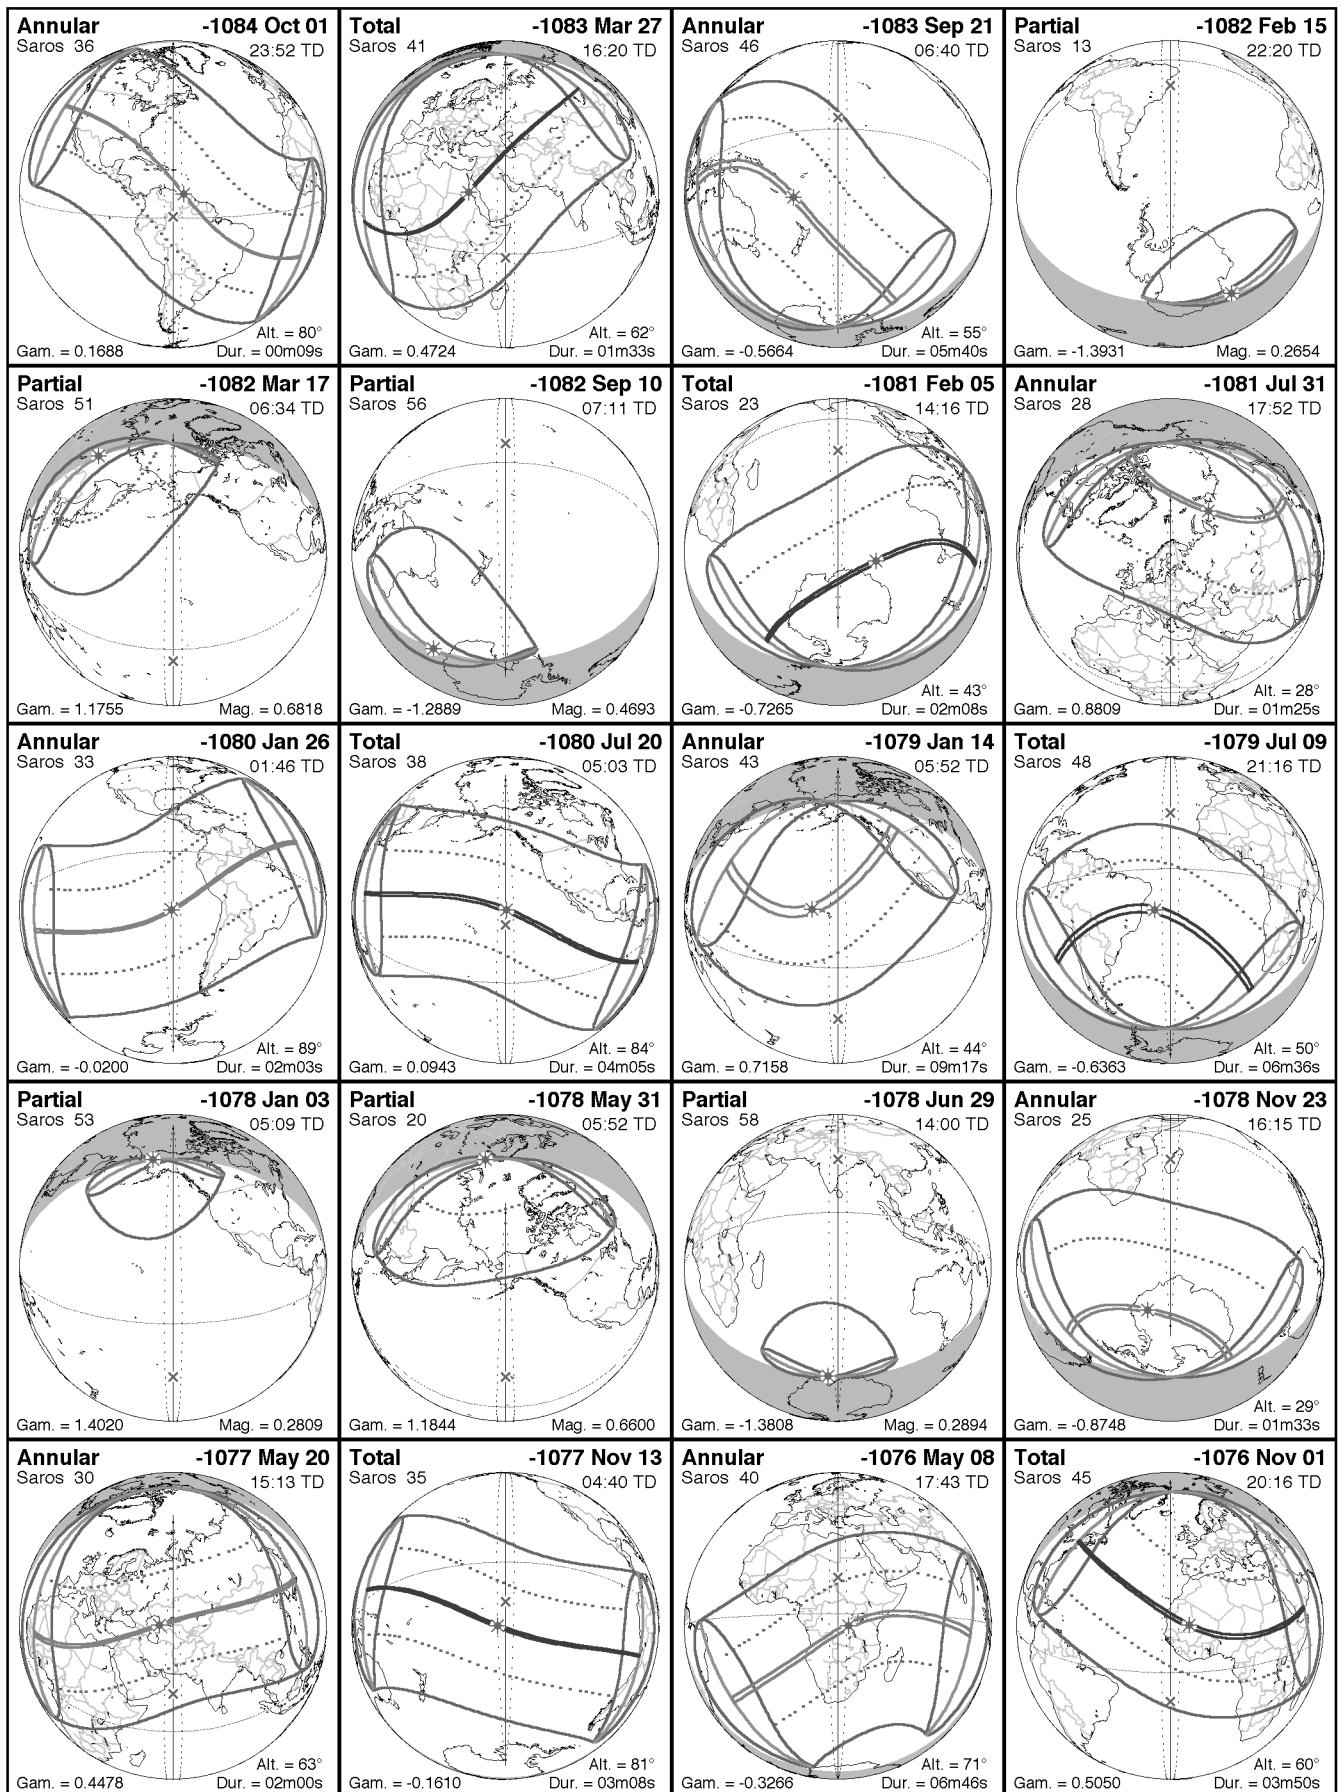 Annular -1084 Oct 01
Saros 36 23:52 TD
Alt. = 80°
Gam. = 0.1688 Dur. = 00m09s
Total -1083 Mar 27
Saros 41 16:20 TD
Alt. = 62°
Gam. = 0.4724 Dur. = 01m33s
Annular -1083 Sep 21
Saros 46 06:40 TD
Alt. = 55°
Gam. = -0.5664 Dur. = 05m40s
Partial -1082 Feb 15
Saros 13 22:20 TD
Gam. = -1.3931 Mag. = 0.2654
Partial -1082 Mar 17
Saros 51 06:34 TD
Gam. = 1.1755 Mag. = 0.6818
Partial -1082 Sep 10
Saros 56 07:11 TD
Gam. = -1.2889 Mag. = 0.4693
Total -1081 Feb 05
Saros 23 14:16 TD
Alt. = 43°
Gam. = -0.7265 Dur. = 02m08s
Annular -1081 Jul 31
Saros 28 17:52 TD
Alt. = 28°
Gam. = 0.8809 Dur. = 01m25s
Annular -1080 Jan 26
Saros 33 01:46 TD
Alt. = 89°
Gam. = -0.0200 Dur. = 02m03s
Total -1080 Jul 20
Saros 38 05:03 TD
Alt. = 84°
Gam. = 0.0943 Dur. = 04m05s
Annular -1079 Jan 14
Saros 43 05:52 TD
Alt. = 44°
Gam. = 0.7158 Dur. = 09m17s
Total -1079 Jul 09
Saros 48 21:16 TD
Alt. = 50°
Gam. = -0.6363 Dur. = 06m36s
Partial -1078 Jan 03
Saros 53 05:09 TD
Gam. = 1.4020 Mag. = 0.2809
Partial -1078 May 31
Saros 20 05:52 TD
Gam. = 1.1844 Mag. = 0.6600
Partial -1078 Jun 29
Saros 58 14:00 TD
Gam. = -1.3808 Mag. = 0.2894
Annular -1078 Nov 23
Saros 25 16:15 TD
Alt. = 29°
Gam. = -0.8748 Dur. = 01m33s
Annular -1077 May 20
Saros 30 15:13 TD
Alt. = 63°
Gam. = 0.4478 Dur. = 02m00s
Total -1077 Nov 13
Saros 35 04:40 TD
Alt. = 81°
Gam. = -0.1610 Dur. = 03m08s
Annular -1076 May 08
Saros 40 17:43 TD
Alt. = 71°
Gam. = -0.3266 Dur. = 06m46s
Total -1076 Nov 01
Saros 45 20:16 TD
Alt. = 60°
Gam. = 0.5050 Dur. = 03m50s